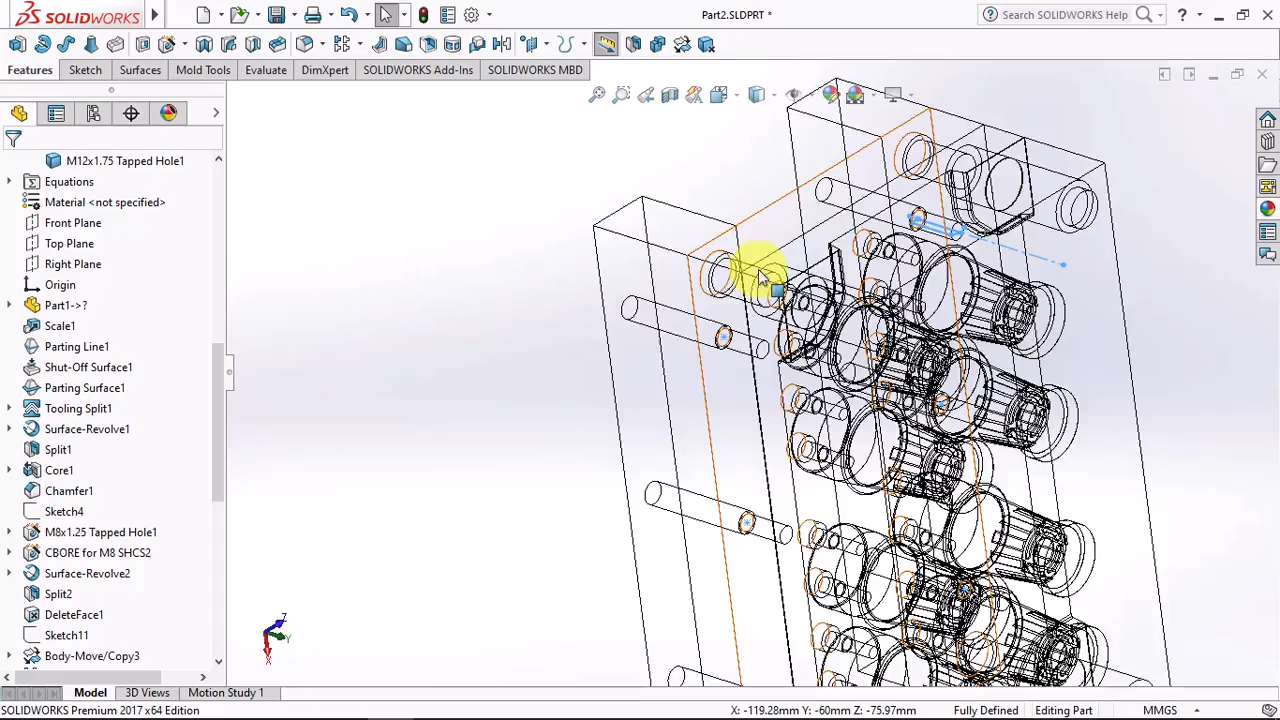 SOLIDWORKS
Part2.SLDPRT *
Search SOLIDWORKS Help
Features
Sketch
Surfaces
Mold Tools
Evaluate
DimXpert
SOLIDWORKS Add-Ins
SOLIDWORKS MBD
M12x1.75 Tapped Hole1
Equations
Material <not specified>
Front Plane
Top Plane
Right Plane
Origin
Part1->?
Scale1
Parting Line1
Shut-Off Surface1
Parting Surface1
Tooling Split1
Surface-Revolve1
Split1
Core1
Chamfer1
Sketch4
M8x1.25 Tapped Hole1
CBORE for M8 SHCS2
Surface-Revolve2
Split2
DeleteFace1
Sketch11
Body-Move/Copy3
Z
Y
X
Model
3D Views
Motion Study 1
SOLIDWORKS Premium 2017 x64 Edition
X: -119.28mm Y: -60mm Z: -75.97mm
Fully Defined
Editing Part
MMGS